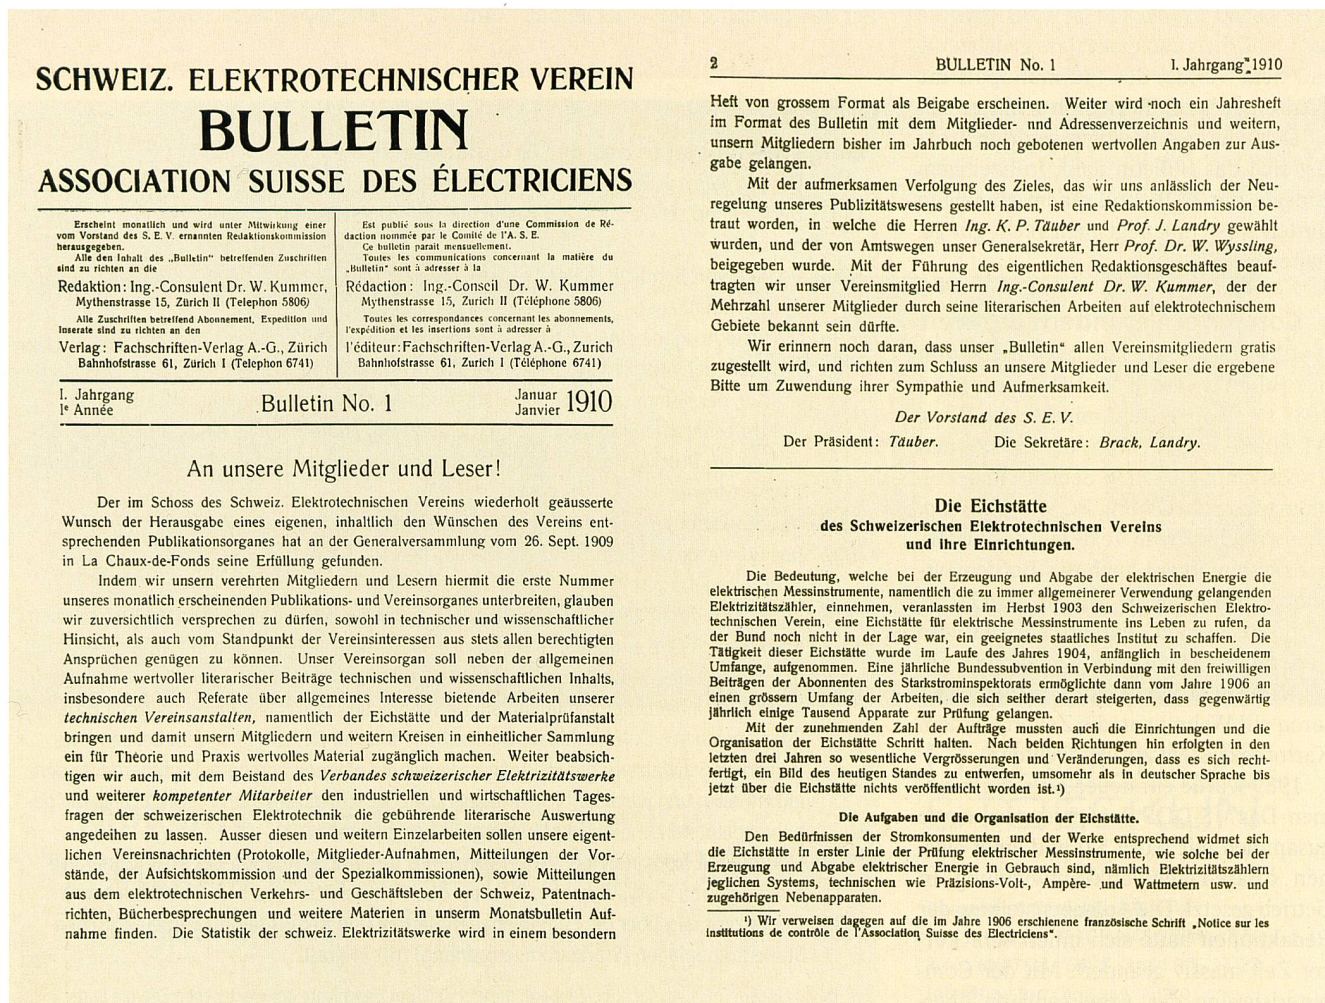 SCHWEIZ. ELEKTROTECHNISCHER VEREIN
BULLETIN
ASSOCIATION SUISSE DES ÉLECTRICIENS
Erscheint monatlich und wird unter Mitwirkung einer
vom Vorstand des S. E. V. ernannten Redaktionskommission
herausgegeben.
Alle den Inhalt des „Bulletin“ betreffenden Zuschriften
sind zu richten an die
Redaktion: Ing.-Consulent Dr. W. Kummer,
Mythenstrasse 15, Zürich II (Telephon 5806)
Alle Zuschriften betreffend Abonnement, Expedition und
Inserate sind zu richten an den
Verlag: Fachschriften-Verlag A.-G., Zürich
Bahnhofstrasse 61, Zürich I (Telephon 6741)
Est publié sous la direction d'une Commission de Ré-
daction nommée par le Comité de l'A. S. E.
Ce bulletin paraît mensuellement.
Toutes les communications concernant la matière du
„Bulletin“ sont à adresser à la
Rédaction: Ing.-Conseil Dr. W. Kummer
Mythenstrasse 15, Zurich II (Téléphone 5806)
Toutes les correspondances concernant les abonnements,
l'expédition et les insertions sont à adresser à
l'éditeur: Fachschriften-Verlag A.-G., Zurich
Bahnhofstrasse 61, Zurich I (Téléphone 6741)
I. Jahrgang
1e Année
Bulletin No. 1
Januar
Janvier 1910
An unsere Mitglieder und Leser!
Der im Schoss des Schweiz. Elektrotechnischen Vereins wiederholt geäusserte
Wunsch der Herausgabe eines eigenen, inhaltlich den Wünschen des Vereins ent-
sprechenden Publikationsorganes hat an der Generalversammlung vom 26. Sept. 1909
in La Chaux-de-Fonds seine Erfüllung gefunden.
Indem wir unsern verehrten Mitgliedern und Lesern hiermit die erste Nummer
unseres monatlich erscheinenden Publikations- und Vereinsorganes unterbreiten, glauben
wir zuversichtlich versprechen zu dürfen, sowohl in technischer und wissenschaftlicher
Hinsicht, als auch vom Standpunkt der Vereinsinteressen aus stets allen berechtigten
Ansprüchen genügen zu können. Unser Vereinsorgan soll neben der allgemeinen
Aufnahme wertvoller literarischer Beiträge technischen und wissenschaftlichen Inhalts,
insbesondere auch Referate über allgemeines Interesse bietende Arbeiten unserer
technischen Vereinsanstalten, namentlich der Eichstätte und der Materialprüfanstalt
bringen und damit unsern Mitgliedern und weitern Kreisen in einheitlicher Sammlung
ein für Theorie und Praxis wertvolles Material zugänglich machen. Weiter beabsich-
tigen wir auch, mit dem Beistand des Verbandes schweizerischer Elektrizitätswerke
und weiterer kompetenter Mitarbeiter den industriellen und wirtschaftlichen Tages-
fragen der schweizerischen Elektrotechnik die gebührende literarische Auswertung
angedeihen zu lassen. Ausser diesen und weitern Einzelarbeiten sollen unsere eigent-
lichen Vereinsnachrichten (Protokolle, Mitglieder-Aufnahmen, Mitteilungen der Vor-
stände, der Aufsichtskommission und der Spezialkommissionen), sowie Mitteilungen
aus dem elektrotechnischen Verkehrs- und Geschäftsleben der Schweiz, Patentnach-
richten, Bücherbesprechungen und weitere Materien in unserm Monatsbulletin Auf-
nahme finden. Die Statistik der schweiz. Elektrizitätswerke wird in einem besondern
2 BULLETIN No. 1 I. Jahrgang 1910
Heft von grossem Format als Beigabe erscheinen. Weiter wird noch ein Jahresheft
im Format des Bulletin mit dem Mitglieder- nnd Adressenverzeichnis und weitern,
unsern Mitgliedern bisher im Jahrbuch noch gebotenen wertvollen Angaben zur Aus-
gabe gelangen.
Mit der aufmerksamen Verfolgung des Zieles, das wir uns anlässlich der Neu-
regelung unseres Publizitätswesens gestellt haben, ist eine Redaktionskommission be-
traut worden, in welche die Herren Ing. K. P. Täuber und Prof. J. Landry gewählt
wurden, und der von Amtswegen unser Generalsekretär, Herr Prof. Dr. W. Wyssling,
beigegeben wurde. Mit der Führung des eigentlichen Redaktionsgeschäftes beauf-
tragten wir unser Vereinsmitglied Herrn Ing.-Consulent Dr. W. Kummer, der der
Mehrzahl unserer Mitglieder durch seine literarischen Arbeiten auf elektrotechnischem
Gebiete bekannt sein dürfte.
Wir erinnern noch daran, dass unser „Bulletin“ allen Vereinsmitgliedern gratis
zugestellt wird, und richten zum Schluss an unsere Mitglieder und Leser die ergebene
Bitte um Zuwendung ihrer Sympathie und Aufmerksamkeit.
Der Vorstand des S. E. V.
Der Präsident: Täuber. Die Sekretäre: Brack, Landry.
Die Eichstätte
des Schweizerischen Elektrotechnischen Vereins
und ihre Einrichtungen.
Die Bedeutung, welche bei der Erzeugung und Abgabe der elektrischen Energie die
elektrischen Messinstrumente, namentlich die zu immer allgemeinerer Verwendung gelangenden
Elektrizitätszähler, einnehmen, veranlassten im Herbst 1903 den Schweizerischen Elektro-
technischen Verein, eine Eichstätte für elektrische Messinstrumente ins Leben zu rufen, da
der Bund noch nicht in der Lage war, ein geeignetes staatliches Institut zu schaffen. Die
Tätigkeit dieser Eichstätte wurde im Laufe des Jahres 1904, anfänglich in bescheidenem
Umfange, aufgenommen. Eine jährliche Bundessubvention in Verbindung mit den freiwilligen
Beiträgen der Abonnenten des Starkstrominspektorats ermöglichte dann vom Jahre 1906 an
einen grössern Umfang der Arbeiten, die sich seither derart steigerten, dass gegenwärtig
jährlich einige Tausend Apparate zur Prüfung gelangen.
Mit der zunehmenden Zahl der Aufträge mussten auch die Einrichtungen und die
Organisation der Eichstätte Schritt halten. Nach beiden Richtungen hin erfolgten in den
letzten drei Jahren so wesentliche Vergrösserungen und Veränderungen, dass es sich recht-
fertigt, ein Bild des heutigen Standes zu entwerfen, umsomehr als in deutscher Sprache bis
jetzt über die Eichstätte nichts veröffentlicht worden ist.¹)
Die Aufgaben und die Organisation der Eichstätte.
Den Bedürfnissen der Stromkonsumenten und der Werke entsprechend widmet sich
die Eichstätte in erster Linie der Prüfung elektrischer Messinstrumente, wie solche bei der
Erzeugung und Abgabe elektrischer Energie in Gebrauch sind, nämlich Elektrizitätszählern
jeglichen Systems, technischen wie Präzisions-Volt-, Ampère- und Wattmetern usw. und
zugehörigen Nebenapparaten.
¹) Wir verweisen dagegen auf die im Jahre 1906 erschienene französische Schrift „Notice sur les
institutions de contrôle de l'Association Suisse des Electriciens“.